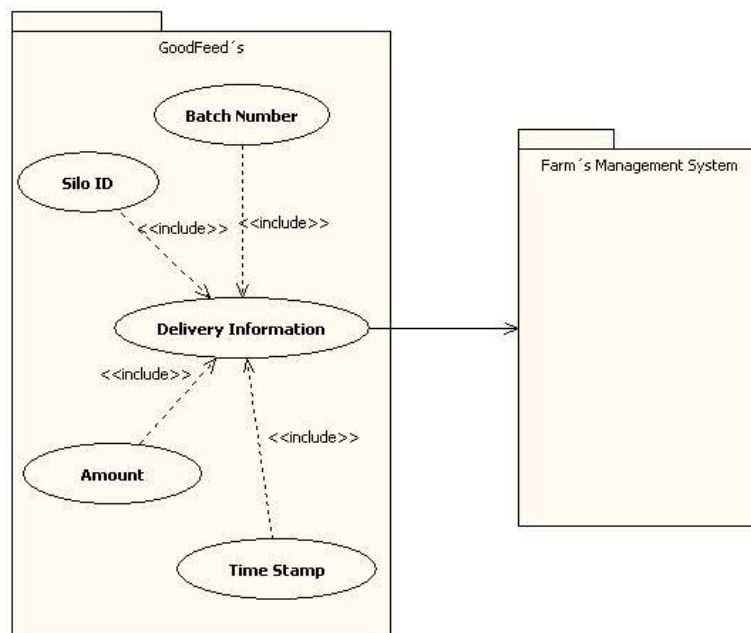 GoodFeed´s
Batch Number
Farm´s Management System
Silo ID
<<include>>
<<include>>
Delivery Information
<<include>>
<<include>>
Amount
Time Stamp